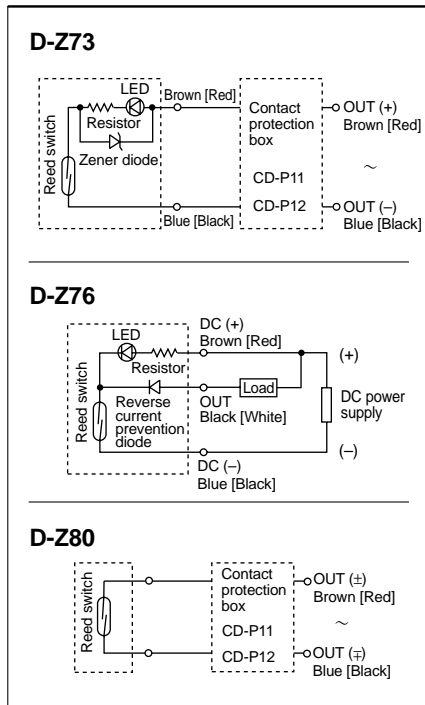 D-Z73
LED
Brown [Red]
Resistor
Zener diode
Reed switch
Blue [Black]
Contact
protection
box
CD-P11
CD-P12
OUT (+)
Brown [Red]
~
OUT (–)
Blue [Black]
D-Z76
LED
DC (+)
Brown [Red]
Resistor
(+)
Load
OUT
Black [White]
Reverse
current
prevention
diode
Reed switch
DC power
supply
(–)
DC (–)
Blue [Black]
D-Z80
Reed switch
Contact
protection
box
CD-P11
CD-P12
OUT (±)
Brown [Red]
~
OUT (∓)
Blue [Black]